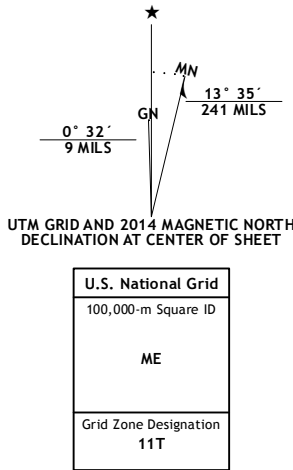 ★
MN
GN
13° 35´
241 MILS
0° 32´
9 MILS
UTM GRID AND 2014 MAGNETIC NORTH
DECLINATION AT CENTER OF SHEET
U.S. National Grid
100,000-m Square ID
ME
Grid Zone Designation
11T